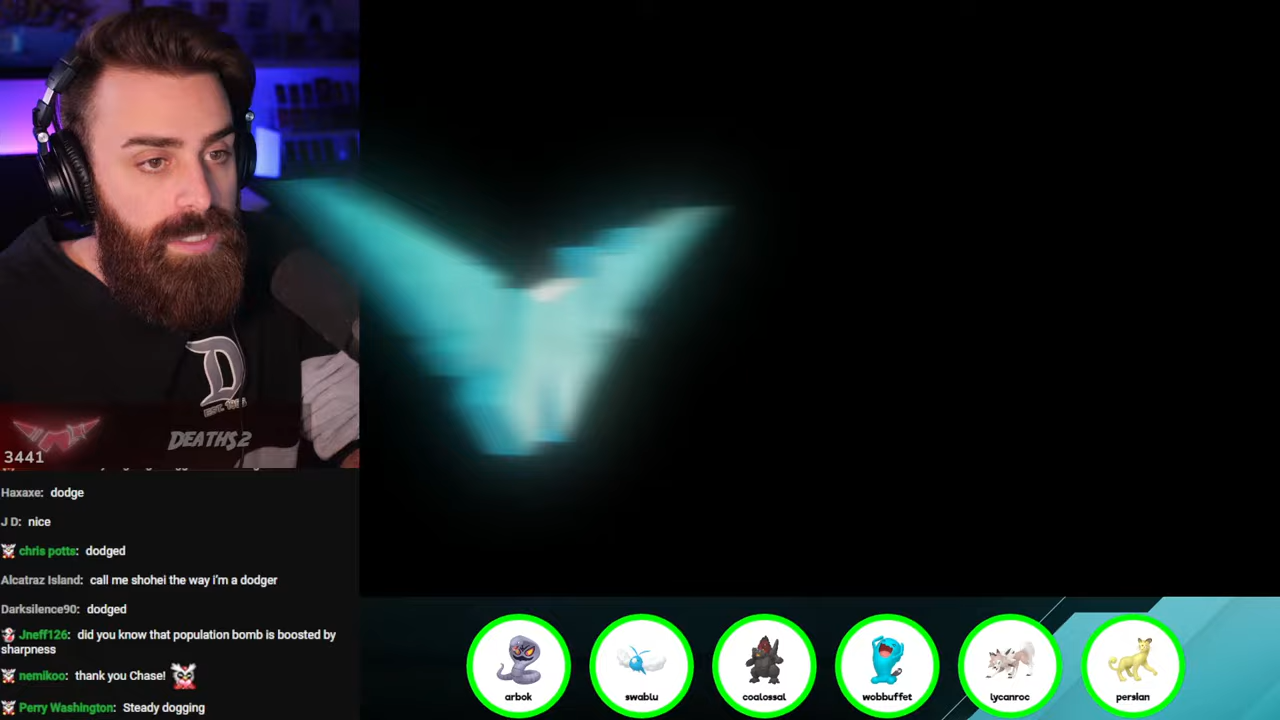 D
EST. 
DEATHS 2
3441
Haxaxe: dodge
J D: nice
chris potts: dodged
Alcatraz Island: call me shohei the way i'm a dodger
Darksilence90: dodged
Jneff126: did you know that population bomb is boosted by
sharpness
nemikoo: thank you Chase!
Perry Washington: Steady dogging
arbok
swablu
coalossal
wobbuffet
lycanroc
persian